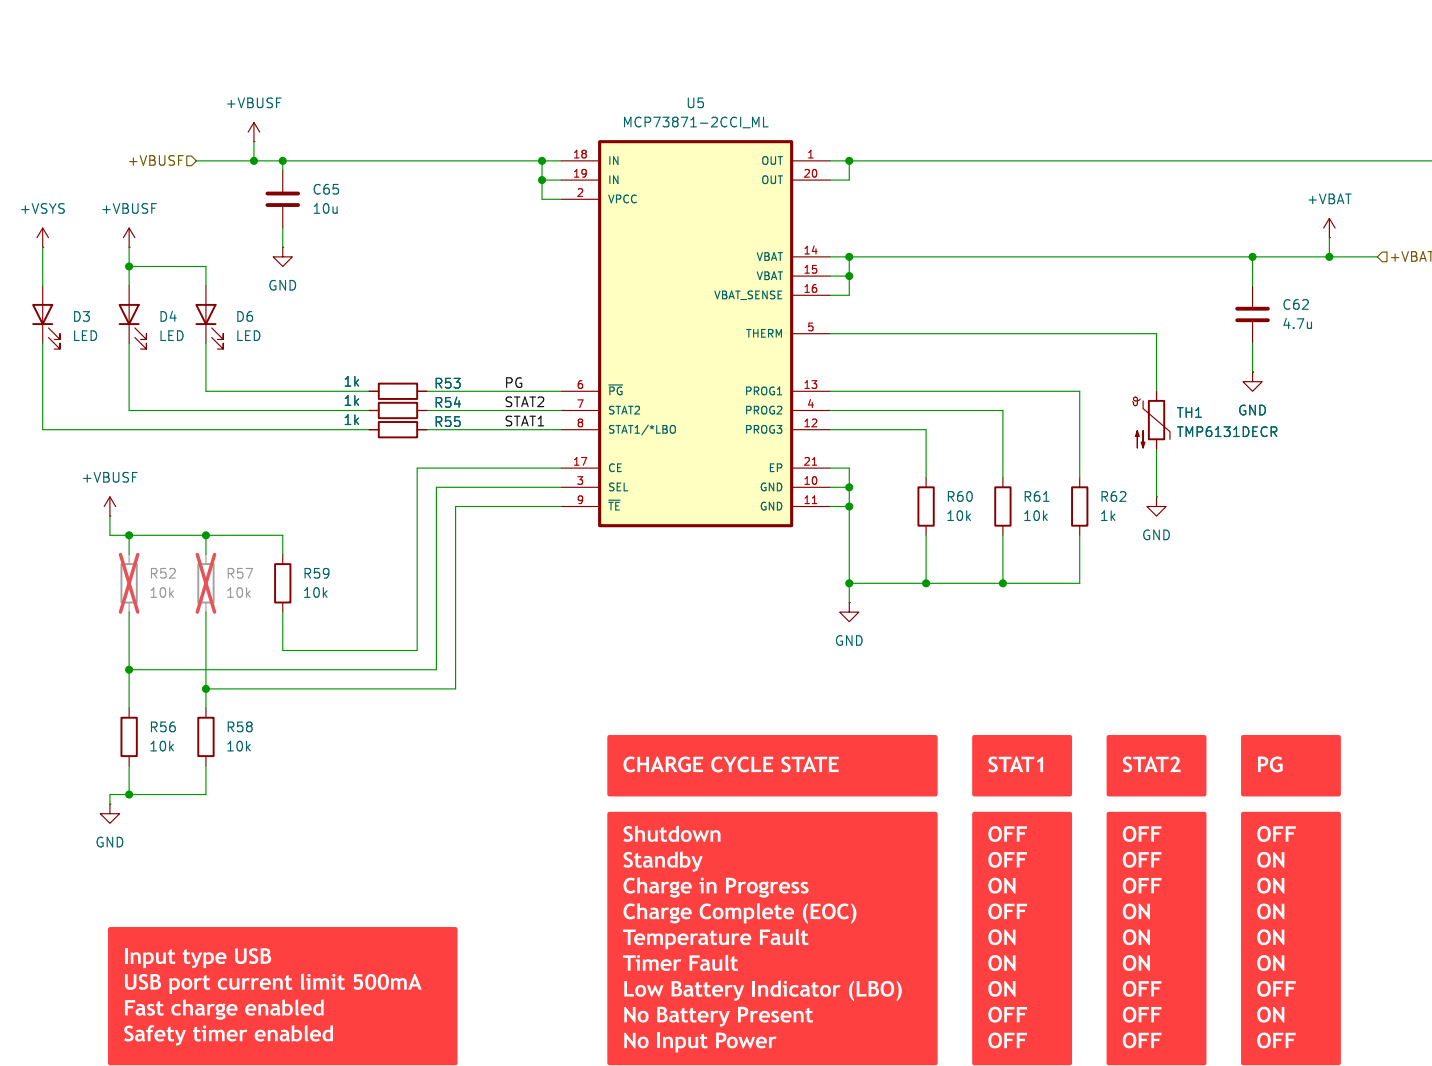 U5
MCP73871-2CCI_ML
+VBUSF
+VBUSF
C65
10u
GND
+VSYS
+VBUSF
D3
LED
D4
LED
D6
LED
1k R53 PG
1k R54 STAT2
1k R55 STAT1
18 IN
19 IN
2 VPCC
6 PG
7 STAT2
8 STAT1/*LBO
17 CE
3 SEL
9 TE
OUT 1
OUT 20
VBAT 14
VBAT 15
VBAT_SENSE 16
THERM 5
PROG1 13
PROG2 4
PROG3 12
EP 21
GND 10
GND 11
+VBAT
+VBAT
C62
4.7u
GND
ϑ
TH1
TMP6131DECR
GND
R60
10k
R61
10k
R62
1k
GND
+VBUSF
R52
10k
R57
10k
R59
10k
R56
10k
R58
10k
GND
CHARGE CYCLE STATE STAT1 STAT2 PG
Shutdown OFF OFF OFF
Standby OFF OFF ON
Charge in Progress ON OFF ON
Charge Complete (EOC) OFF ON ON
Temperature Fault ON ON ON
Timer Fault ON ON ON
Low Battery Indicator (LBO) ON OFF OFF
No Battery Present OFF OFF ON
No Input Power OFF OFF OFF
Input type USB
USB port current limit 500mA
Fast charge enabled
Safety timer enabled